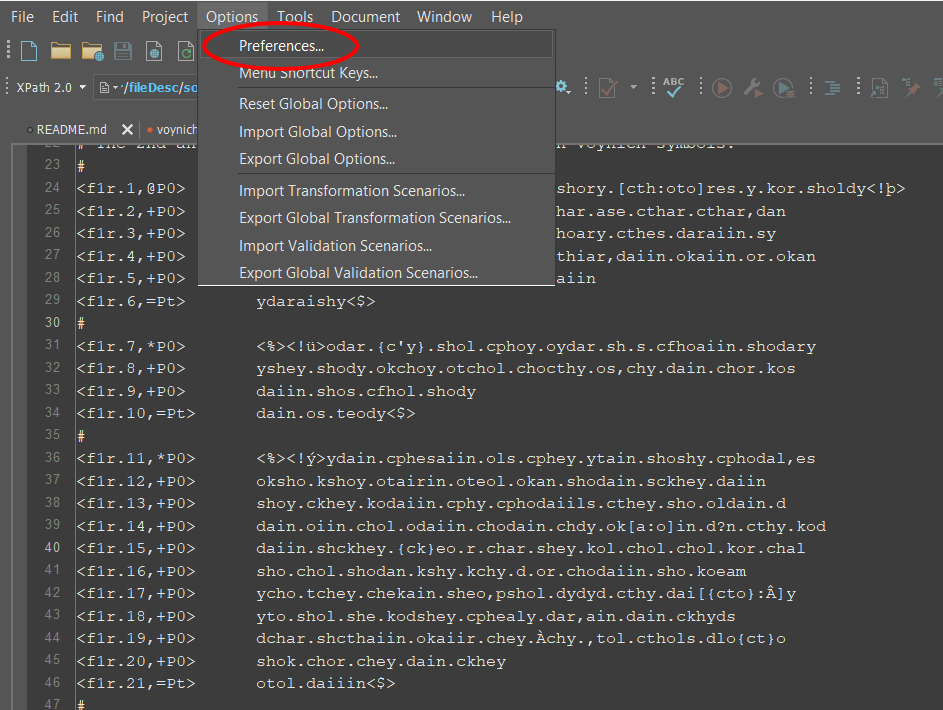 File Edit Find Project Options Tools Document Window Help
Preferences...
Menu Shortcut Keys...
Reset Global Options...
Import Global Options...
Export Global Options...
Import Transformation Scenarios...
Export Global Transformation Scenarios...
Import Validation Scenarios...
Export Global Validation Scenarios...
XPath 2.0 /fileDesc/so ABC
README.md voynich
22 # The 2nd an n voynich symbols.
23 #
24 <f1r.1,@P0> shory.[cth:oto]res.y.kor.sholdy<!þ>
25 <f1r.2,+P0> har.ase.cthar.cthar,dan
26 <f1r.3,+P0> hoary.cthes.daraiin.sy
27 <f1r.4,+P0> thiar,daiin.okaiin.or.okan
28 <f1r.5,+P0> aiin
29 <f1r.6,=Pt> ydaraishy<$>
30 #
31 <f1r.7,*P0> <%><!ü>odar.{c'y}.shol.cphoy.oydar.sh.s.cfhoaiin.shodary
32 <f1r.8,+P0> yshey.shody.okchoy.otchol.chocthy.os,chy.dain.chor.kos
33 <f1r.9,+P0> daiin.shos.cfhol.shody
34 <f1r.10,=Pt> dain.os.teody<$>
35 #
36 <f1r.11,*P0> <%><!ý>ydain.cphesaiin.ols.cphey.ytain.shoshy.cphodal,es
37 <f1r.12,+P0> oksho.kshoy.otairin.oteol.okan.shodain.sckhey.daiin
38 <f1r.13,+P0> shoy.ckhey.kodaiin.cphy.cphodaiils.cthey.sho.oldain.d
39 <f1r.14,+P0> dain.oiin.chol.odaiin.chodain.chdy.ok[a:o]in.d?n.cthy.kod
40 <f1r.15,+P0> daiin.shckhey.{ck}eo.r.char.shey.kol.chol.chol.kor.chal
41 <f1r.16,+P0> sho.chol.shodan.kshy.kchy.d.or.chodaiin.sho.koeam
42 <f1r.17,+P0> ycho.tchey.chekain.sheo,pshol.dydyd.cthy.dai[{cto}:Â]y
43 <f1r.18,+P0> yto.shol.she.kodshey.cphealy.dar,ain.dain.ckhyds
44 <f1r.19,+P0> dchar.shcthaiin.okaiir.chey.Àchy.,tol.cthols.dlo{ct}o
45 <f1r.20,+P0> shok.chor.chey.dain.ckhey
46 <f1r.21,=Pt> otol.daiiin<$>
47 #